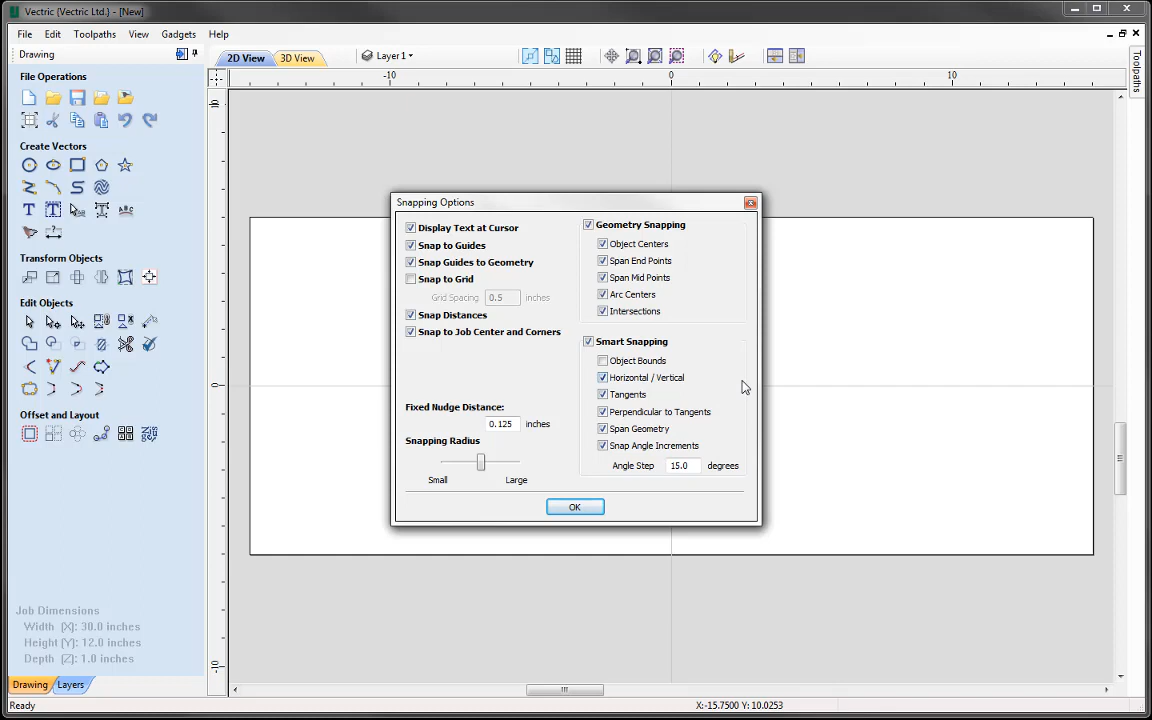 Vectric {Vectric Ltd.} - [New]
File Edit Toolpaths View Gadgets Help
Drawing
2D View 3D View Layer1
File Operations
Create Vectors
Transform Objects
Edit Objects
Offset and Layout
Job Dimensions
Width [X]: 30.0 inches
Height [Y]: 12.0 inches
Depth [Z]: 1.0 inches
Drawing Layers
Ready
-10 0 10
10
0
-10
Toolpaths
Snapping Options
Display Text at Cursor
Snap to Guides
Snap Guides to Geometry
Snap to Grid
Grid Spacing 0.5 inches
Snap Distances
Snap to Job Center and Corners
Fixed Nudge Distance:
0.125 inches
Snapping Radius
Small Large
Geometry Snapping
Object Centers
Span End Points
Span Mid Points
Arc Centers
Intersections
Smart Snapping
Object Bounds
Horizontal / Vertical
Tangents
Perpendicular to Tangents
Span Geometry
Snap Angle Increments
Angle Step 15.0 degrees
OK
X:-15.7500 Y: 10.0253